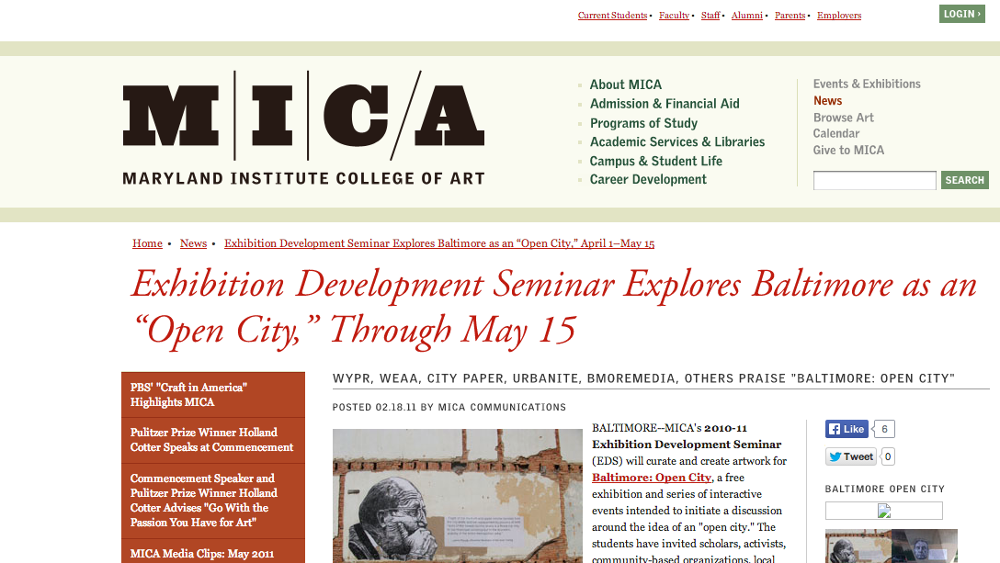 Current Students • Faculty • Staff • Alumni • Parents • Employers
LOGIN ›
M|I|C/A
MARYLAND INSTITUTE COLLEGE OF ART
About MICA
Admission & Financial Aid
Programs of Study
Academic Services & Libraries
Campus & Student Life
Career Development
Events & Exhibitions
News
Browse Art
Calendar
Give to MICA
SEARCH
Home • News • Exhibition Development Seminar Explores Baltimore as an “Open City,” April 1–May 15
Exhibition Development Seminar Explores Baltimore as an
“Open City,” Through May 15
PBS' "Craft in America"
Highlights MICA
Pulitzer Prize Winner Holland
Cotter Speaks at Commencement
Commencement Speaker and
Pulitzer Prize Winner Holland
Cotter Advises "Go With the
Passion You Have for Art"
MICA Media Clips: May 2011
WYPR, WEAA, CITY PAPER, URBANITE, BMOREMEDIA, OTHERS PRAISE "BALTIMORE: OPEN CITY"
POSTED 02.18.11 BY MICA COMMUNICATIONS
BALTIMORE--MICA's 2010-11
Exhibition Development Seminar
(EDS) will curate and create artwork for
Baltimore: Open City, a free
exhibition and series of interactive
events intended to initiate a discussion
around the idea of an "open city." The
students have invited scholars, activists,
community-based organizations, local
Like 6
Tweet 0
BALTIMORE OPEN CITY